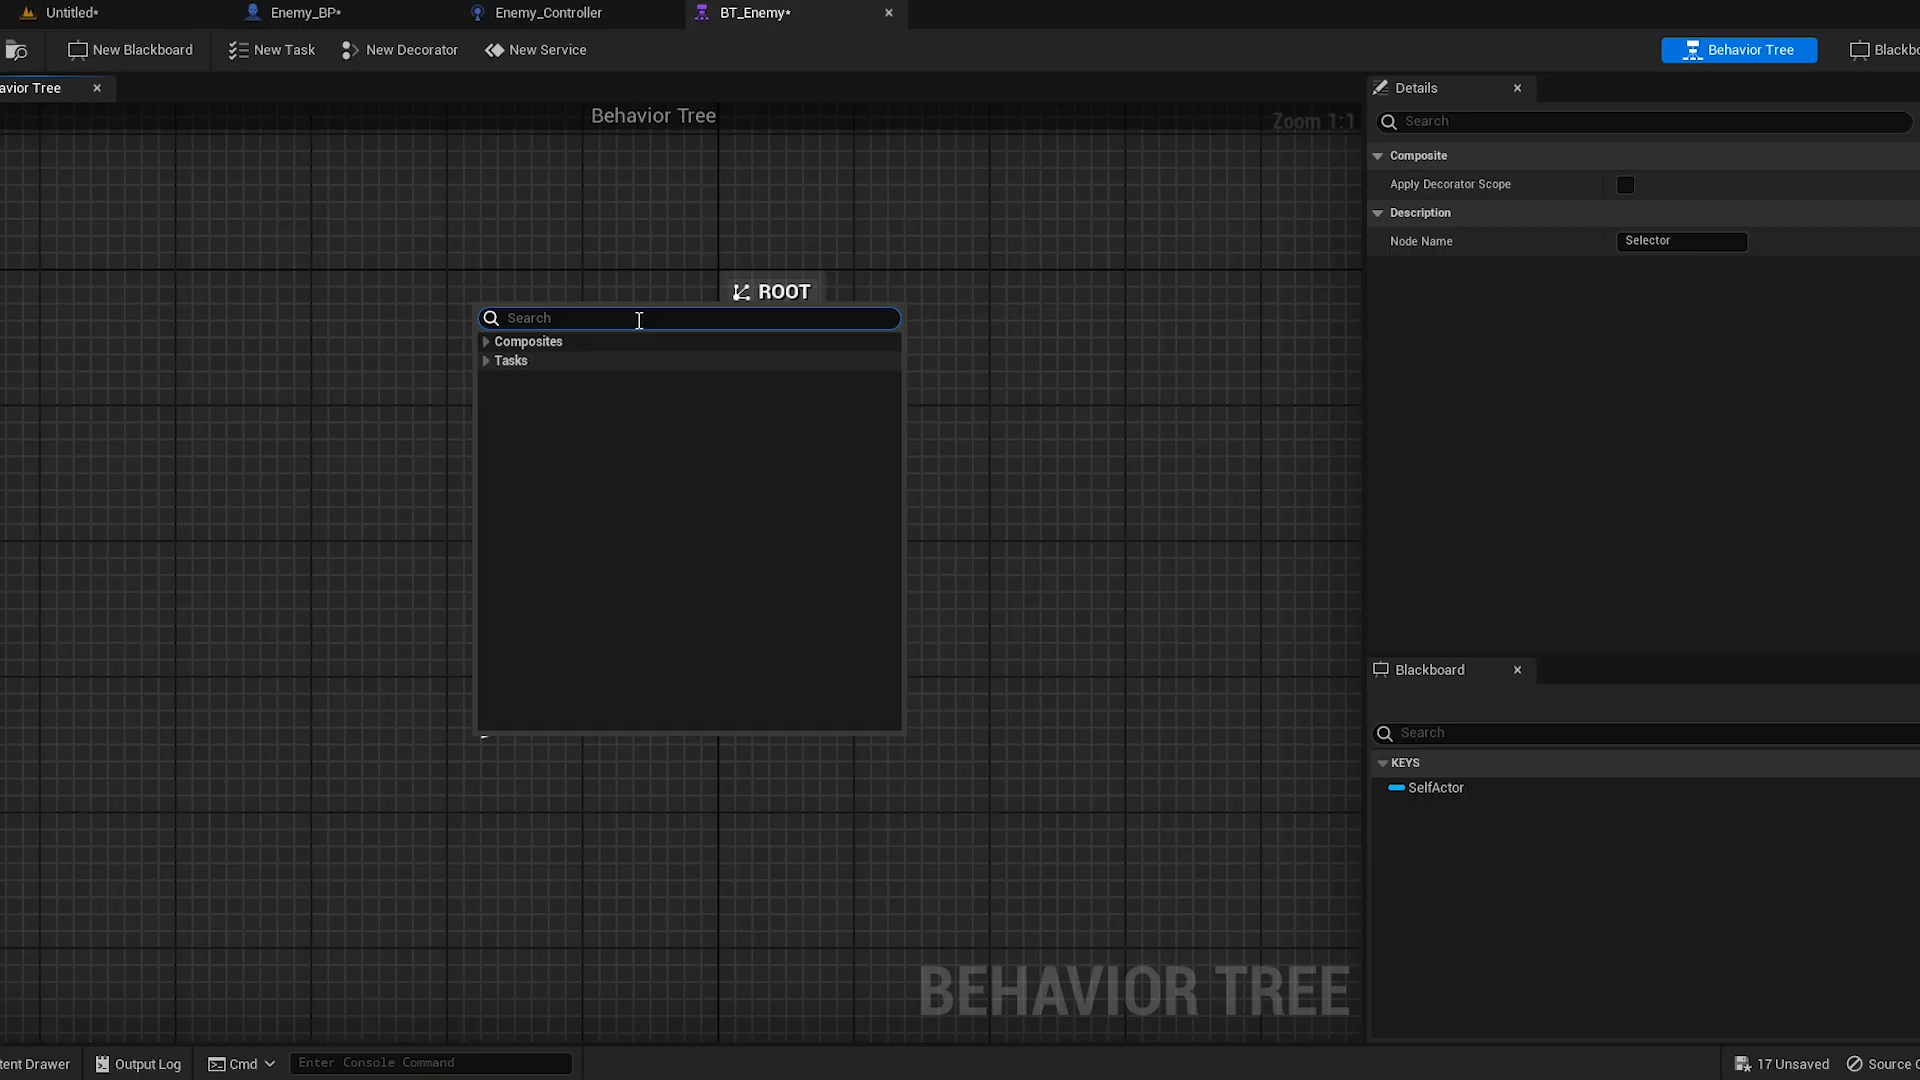 Untitled*
Enemy_BP*
Enemy_Controller
BT_Enemy*
New Blackboard
New Task
New Decorator
New Service
Behavior Tree
Blackbo
avior Tree
Details
Behavior Tree
Zoom 1:1
Search
Composite
Apply Decorator Scope
Description
Node Name
Selector
ROOT
Search
Composites
Tasks
Blackboard
Search
KEYS
SelfActor
BEHAVIOR TREE
tent Drawer
Output Log
Cmd
Enter Console Command
17 Unsaved
Source C